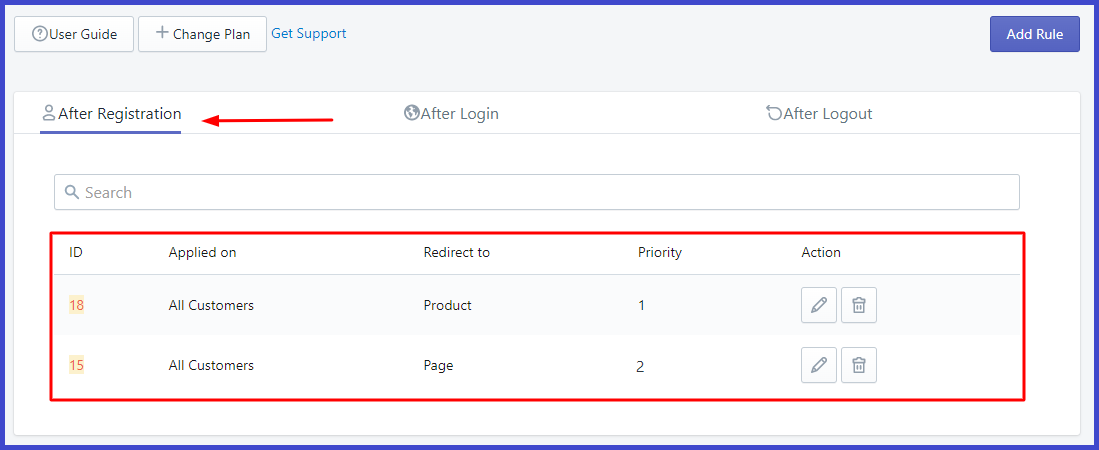 User Guide Change Plan Get Support Add Rule
After Registration After Login After Logout
Search
ID Applied on Redirect to Priority Action
18 All Customers Product 1
15 All Customers Page 2